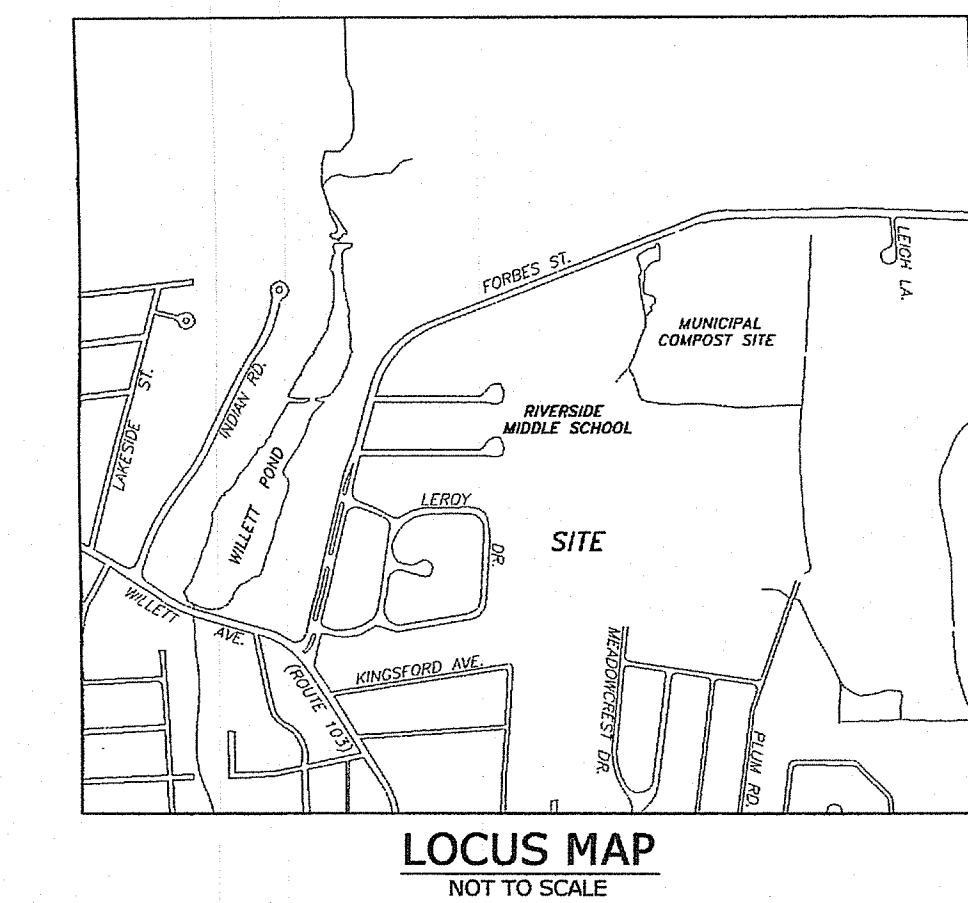 FORBES ST.
LEIGH LA.
MUNICIPAL
COMPOST SITE
INDIAN RD.
LAKESIDE ST.
RIVERSIDE
MIDDLE SCHOOL
WILLETT POND
LEROY DR.
SITE
WILLETT AVE.
(ROUTE 103)
KINGSFORD AVE.
MEADOWCREST DR.
PLUM RD.
LOCUS MAP
NOT TO SCALE